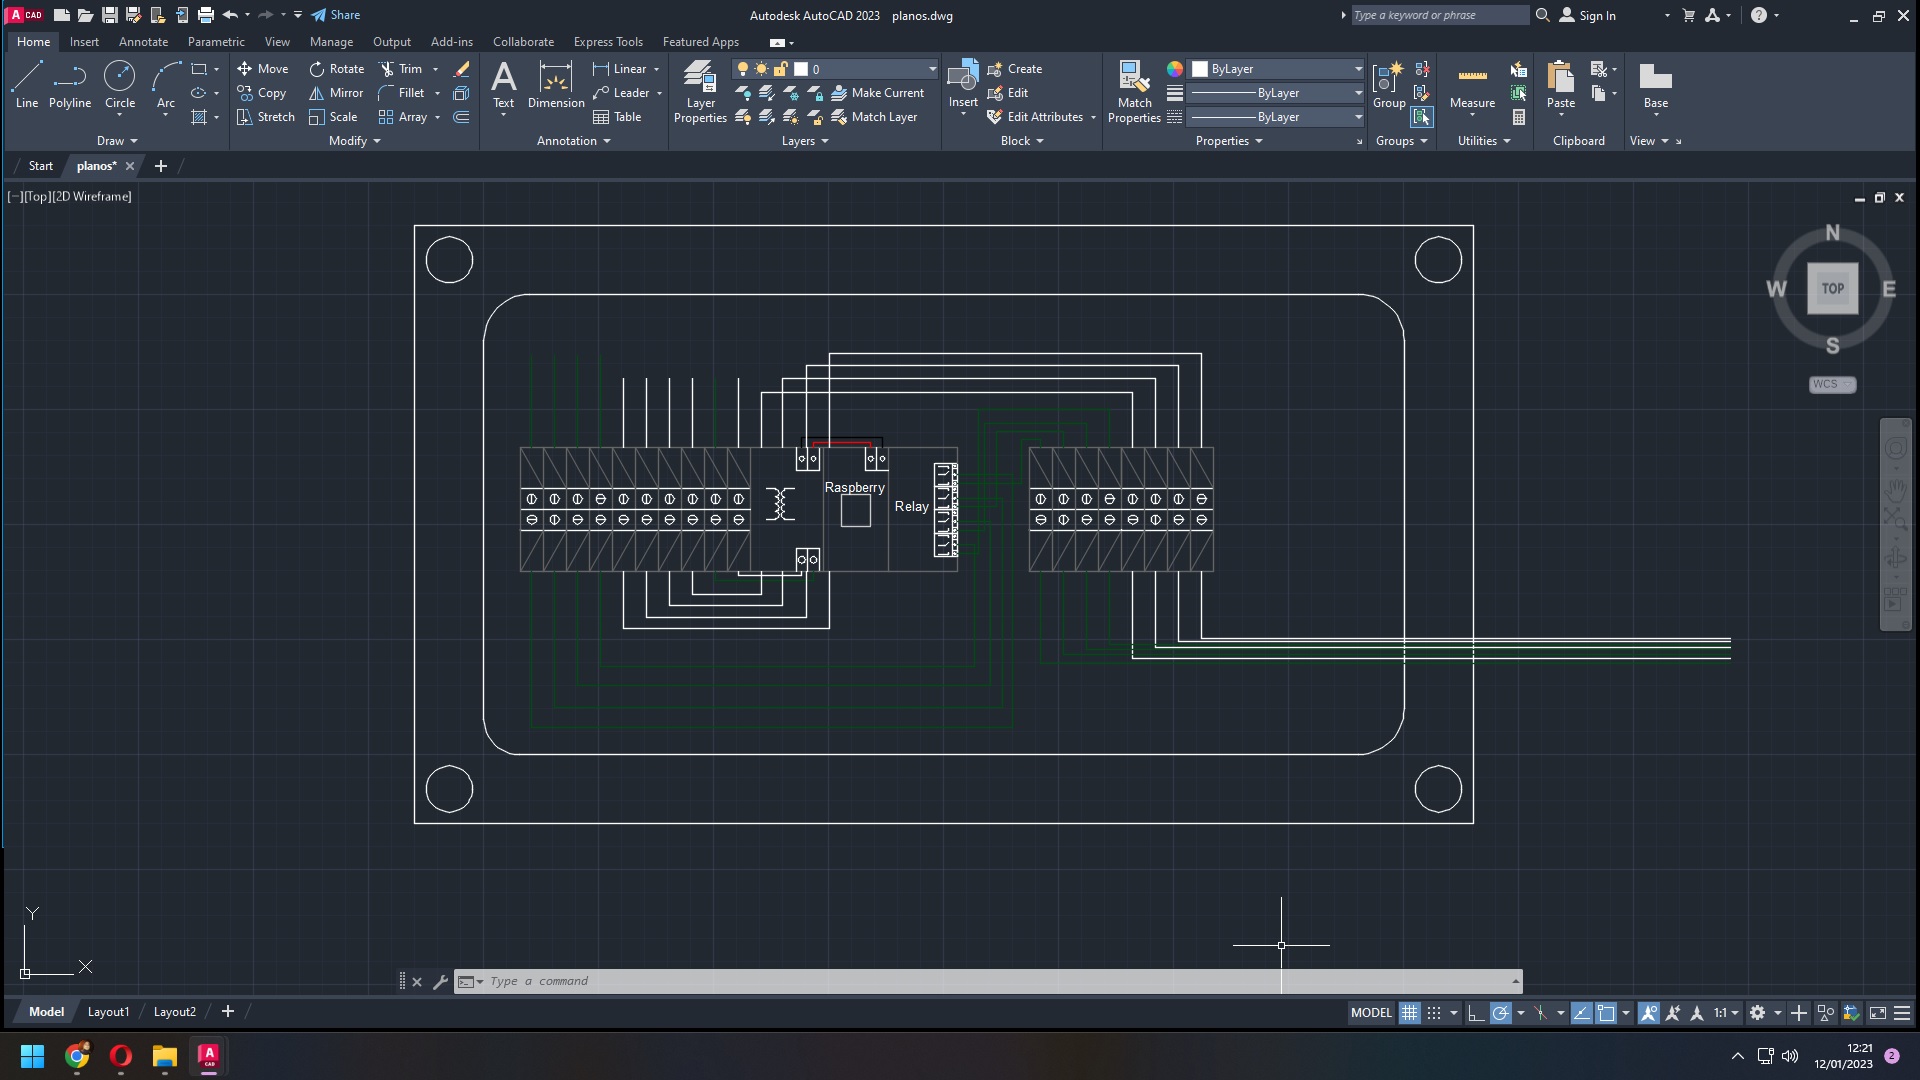 A CAD Share Autodesk AutoCAD 2023 planos.dwg Type a keyword or phrase Sign In
Home Insert Annotate Parametric View Manage Output Add-ins Collaborate Express Tools Featured Apps
Line Polyline Circle Arc
Move Rotate Trim
Copy Mirror Fillet
Stretch Scale Array
Text Dimension Linear
Leader
Table
Layer Properties 0
Make Current
Match Layer
Insert Create
Edit
Edit Attributes
Match Properties ByLayer
ByLayer
ByLayer
Group Measure Paste Base
Draw Modify Annotation Layers Block Properties Groups Utilities Clipboard View
Start planos* +
[−][Top][2D Wireframe]
N
W TOP E
S
WCS
Raspberry
Relay
Y
X
Type a command
Model Layout1 Layout2 + MODEL 1:1
A CAD
12:21
12/01/2023 2